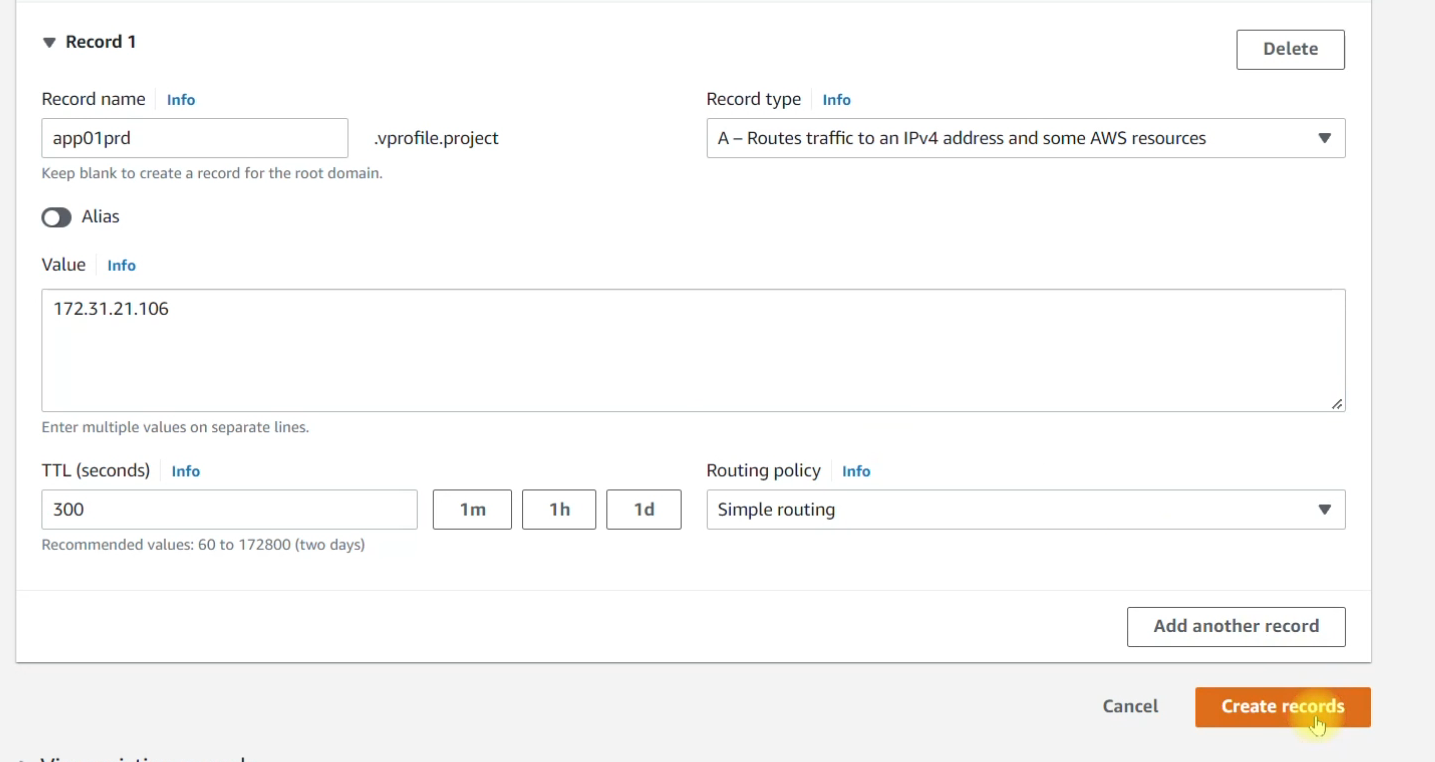 Record 1
Delete
Record name Info
Record type Info
app01prd .vprofile.project
A – Routes traffic to an IPv4 address and some AWS resources
Keep blank to create a record for the root domain.
Alias
Value Info
172.31.21.106
Enter multiple values on separate lines.
TTL (seconds) Info
Routing policy Info
300 1m 1h 1d
Simple routing
Recommended values: 60 to 172800 (two days)
Add another record
Cancel Create records